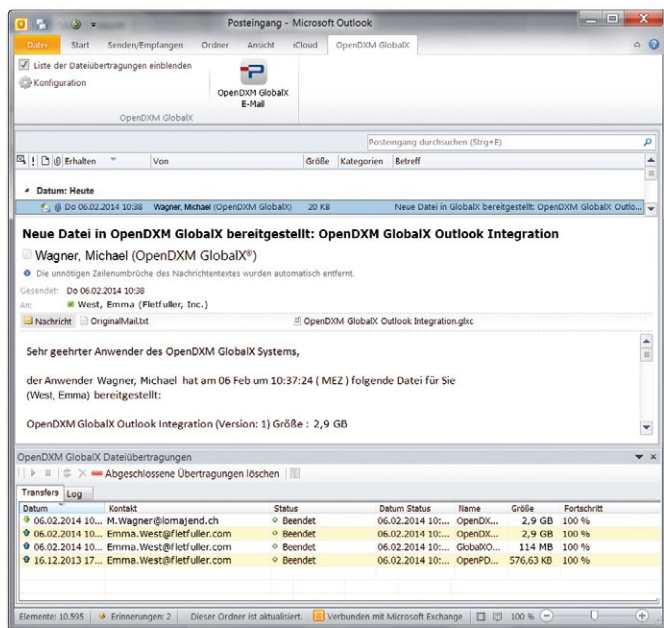 Posteingang - Microsoft Outlook
Datei Start Senden/Empfangen Ordner Ansicht iCloud OpenDXM GlobalX
Liste der Dateiübertragungen einblenden
Konfiguration
OpenDXM GlobalX
E-Mail
OpenDXM GlobalX
Posteingang durchsuchen (Strg+E)
Erhalten Von Größe Kategorien Betreff
Datum: Heute
Do 06.02.2014 10:38 Wagner, Michael (OpenDXM GlobalX) 20 KB Neue Datei in GlobalX bereitgestellt: OpenDXM GlobalX Outlo...
Neue Datei in OpenDXM GlobalX bereitgestellt: OpenDXM GlobalX Outlook Integration
Wagner, Michael (OpenDXM GlobalX®)
Die unnötigen Zeilenumbrüche des Nachrichtentextes wurden automatisch entfernt.
Gesendet: Do 06.02.2014 10:38
An: West, Emma (Fletfuller, Inc.)
Nachricht OriginalMail.txt OpenDXM GlobalX Outlook Integration.glxc
Sehr geehrter Anwender des OpenDXM GlobalX Systems,
der Anwender Wagner, Michael hat am 06 Feb um 10:37:24 ( MEZ ) folgende Datei für Sie
(West, Emma) bereitgestellt:
OpenDXM GlobalX Outlook Integration (Version: 1) Größe : 2,9 GB
OpenDXM GlobalX Dateiübertragungen
Abgeschlossene Übertragungen löschen
Transfers Log
Datum Kontakt Status Datum Status Name Größe Fortschritt
06.02.2014 10... M.Wagner@lomajend.ch Beendet 06.02.2014 10:... OpenDX... 2,9 GB 100 %
06.02.2014 10... Emma.West@fletfuller.com Beendet 06.02.2014 10:... OpenDX... 2,9 GB 100 %
06.02.2014 10... Emma.West@fletfuller.com Beendet 06.02.2014 10:... GlobalXO... 114 MB 100 %
16.12.2013 17... Emma.West@fletfuller.com Beendet 06.02.2014 10:... OpenPD... 576,63 KB 100 %
Elemente: 10.595 Erinnerungen: 2 Dieser Ordner ist aktualisiert. Verbunden mit Microsoft Exchange 100 %